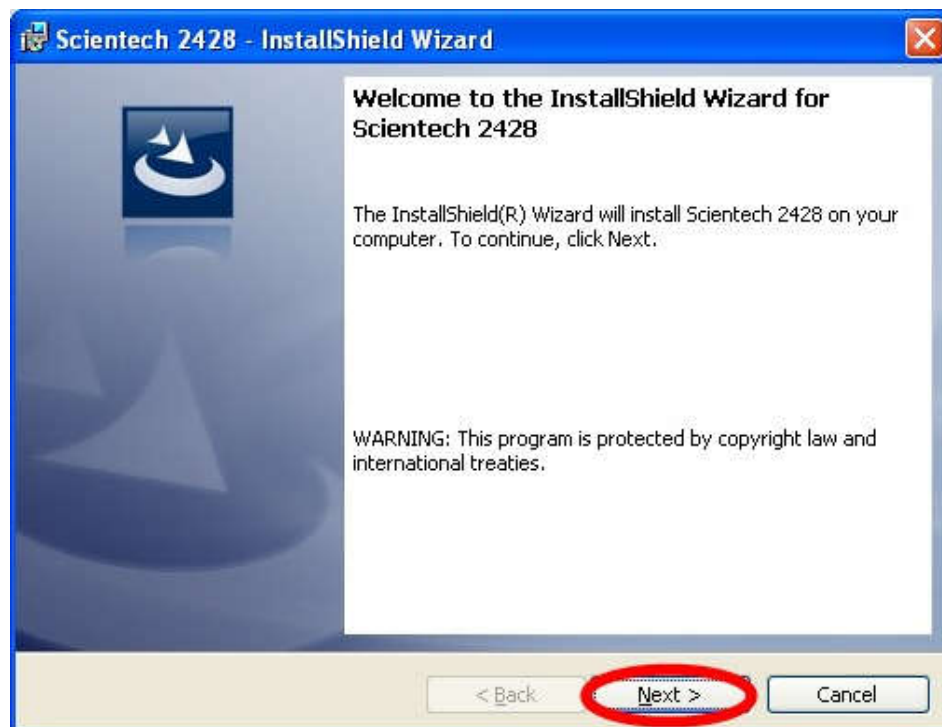 Scientech 2428 - InstallShield Wizard
Welcome to the InstallShield Wizard for
Scientech 2428
The InstallShield(R) Wizard will install Scientech 2428 on your
computer. To continue, click Next.
WARNING: This program is protected by copyright law and
international treaties.
< Back
Next >
Cancel